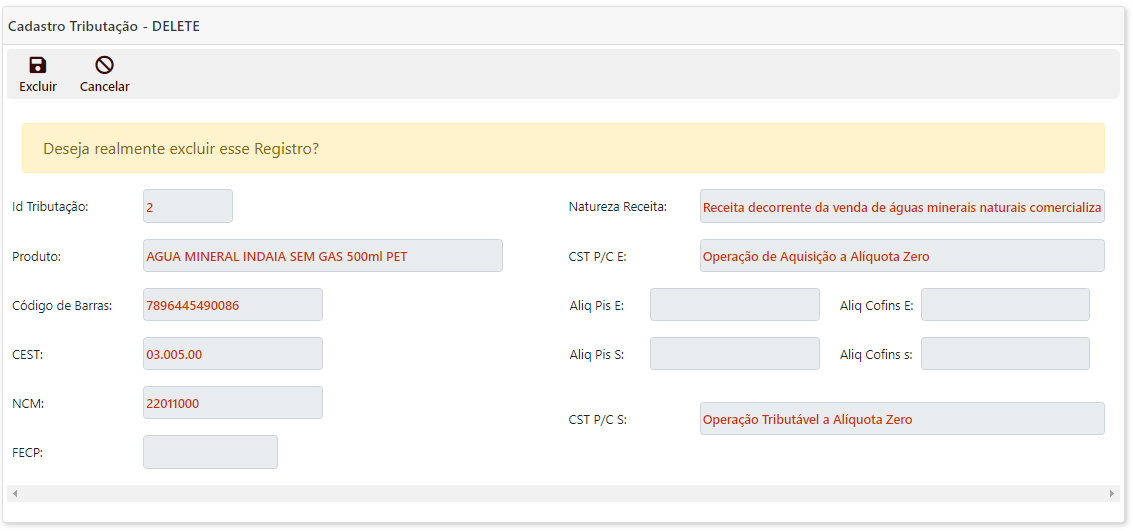 Cadastro Tributação - DELETE
Excluir Cancelar
Deseja realmente excluir esse Registro?
Id Tributação: 2
Produto: AGUA MINERAL INDAIA SEM GAS 500ml PET
Código de Barras: 7896445490086
CEST: 03.005.00
NCM: 22011000
FECP:
Natureza Receita: Receita decorrente da venda de águas minerais naturais comercializa
CST P/C E: Operação de Aquisição a Alíquota Zero
Aliq Pis E: Aliq Cofins E:
Aliq Pis S: Aliq Cofins s:
CST P/C S: Operação Tributável a Alíquota Zero